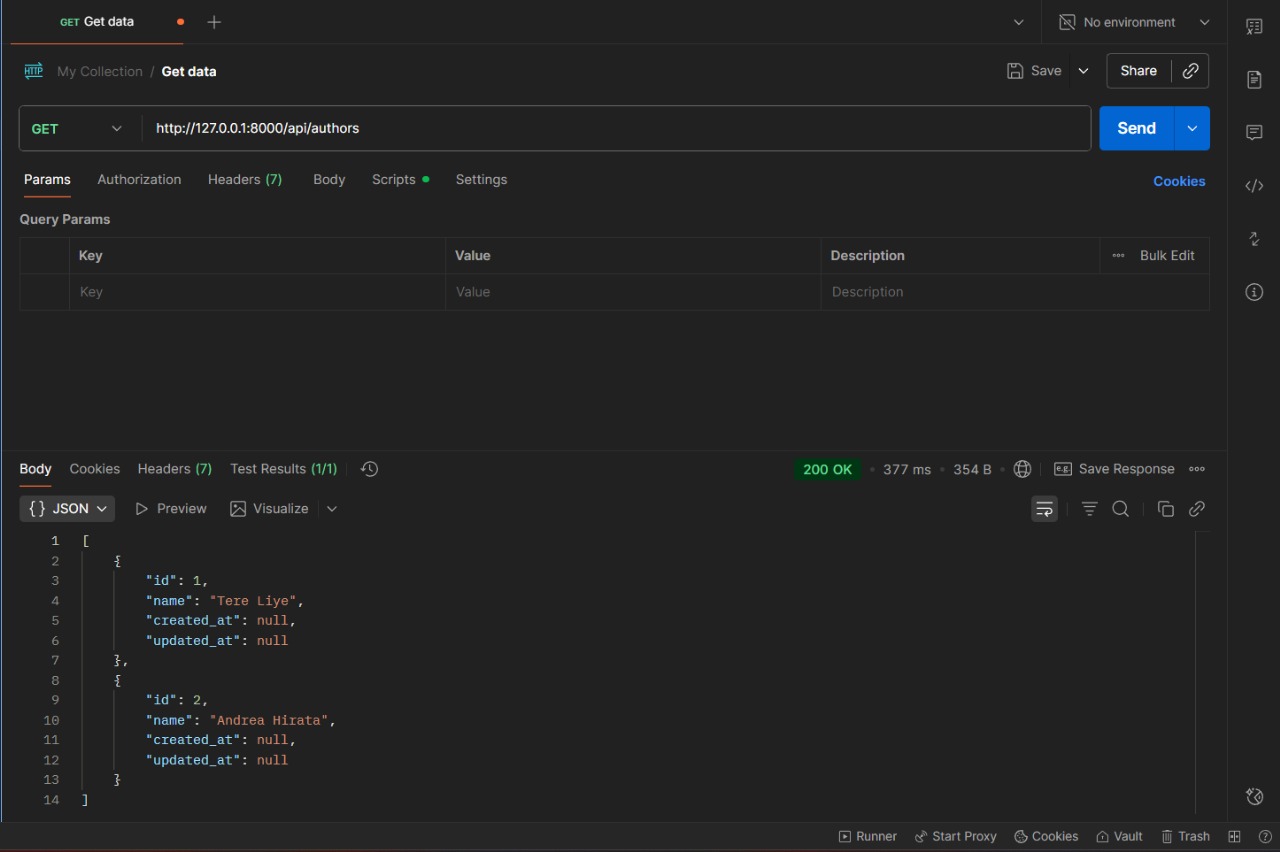 GET Get data
No environment
HTTP My Collection / Get data
Save
Share
GET http://127.0.0.1:8000/api/authors
Send
Params Authorization Headers (7) Body Scripts Settings
Cookies
Query Params
Key Value Description ooo Bulk Edit
Key Value Description
Body Cookies Headers (7) Test Results (1/1)
200 OK • 377 ms • 354 B • e.g. Save Response ooo
{} JSON Preview Visualize
1 [
2 {
3 "id": 1,
4 "name": "Tere Liye",
5 "created_at": null,
6 "updated_at": null
7 },
8 {
9 "id": 2,
10 "name": "Andrea Hirata",
11 "created_at": null,
12 "updated_at": null
13 }
14 ]
Runner Start Proxy Cookies Vault Trash